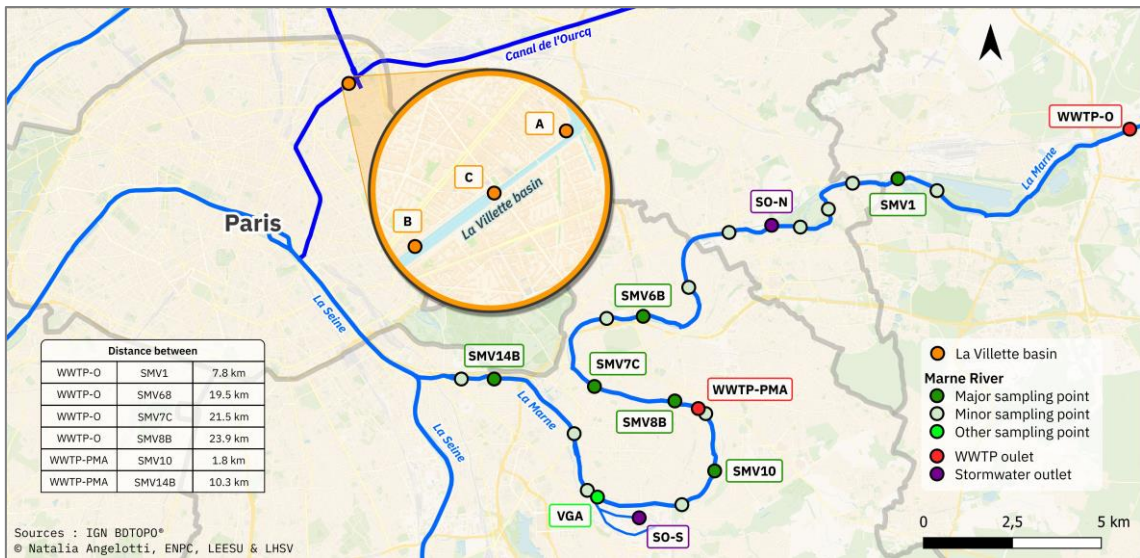 Canal de l'Ourcq
A
C
B
La Villette basin
Paris
La Seine
WWTP-O
La Marne
SMV1
SO-N
SMV6B
SMV7C
SMV14B
WWTP-PMA
SMV8B
La Marne
La Seine
SMV10
VGA
SO-S
Distance between
WWTP-O SMV1 7.8 km
WWTP-O SMV68 19.5 km
WWTP-O SMV7C 21.5 km
WWTP-O SMV8B 23.9 km
WWTP-PMA SMV10 1.8 km
WWTP-PMA SMV14B 10.3 km
La Villette basin
Marne River
Major sampling point
Minor sampling point
Other sampling point
WWTP oulet
Stormwater outlet
0 2,5 5 km
Sources : IGN BDTOPO®
© Natalia Angelotti, ENPC, LEESU & LHSV